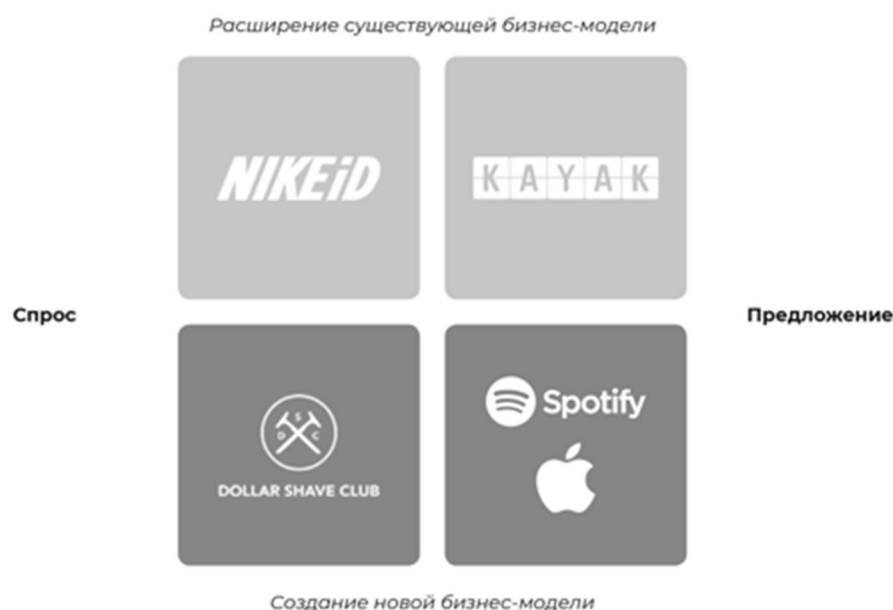 Расширение существующей бизнес-модели
NIKEiD
KAYAK
Спрос
Предложение
S
D C
DOLLAR SHAVE CLUB
Spotify
Создание новой бизнес-модели